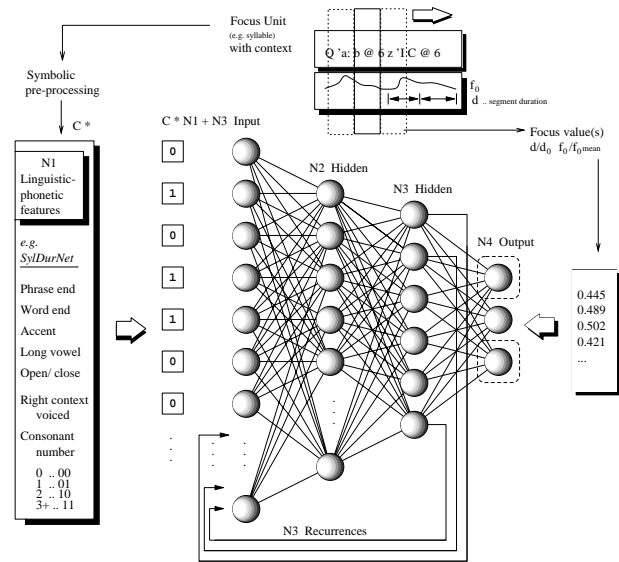 Focus Unit
(e.g. syllable)
with context
Q 'a: b @ 6 z 'I C @ 6
f0
d .. segment duration
Symbolic
pre-processing
C *
Focus value(s)
d/d0 f0/f0mean
C * N1 + N3 Input
N2 Hidden
N3 Hidden
N4 Output
N1
Linguistic-
phonetic
features
e.g.
SylDurNet
Phrase end
Word end
Accent
Long vowel
Open/ close
Right context
voiced
Consonant
number
0 .. 00
1 .. 01
2 .. 10
3+ .. 11
0
1
0
1
1
0
0
0.445
0.489
0.502
0.421
...
N3 Recurrences